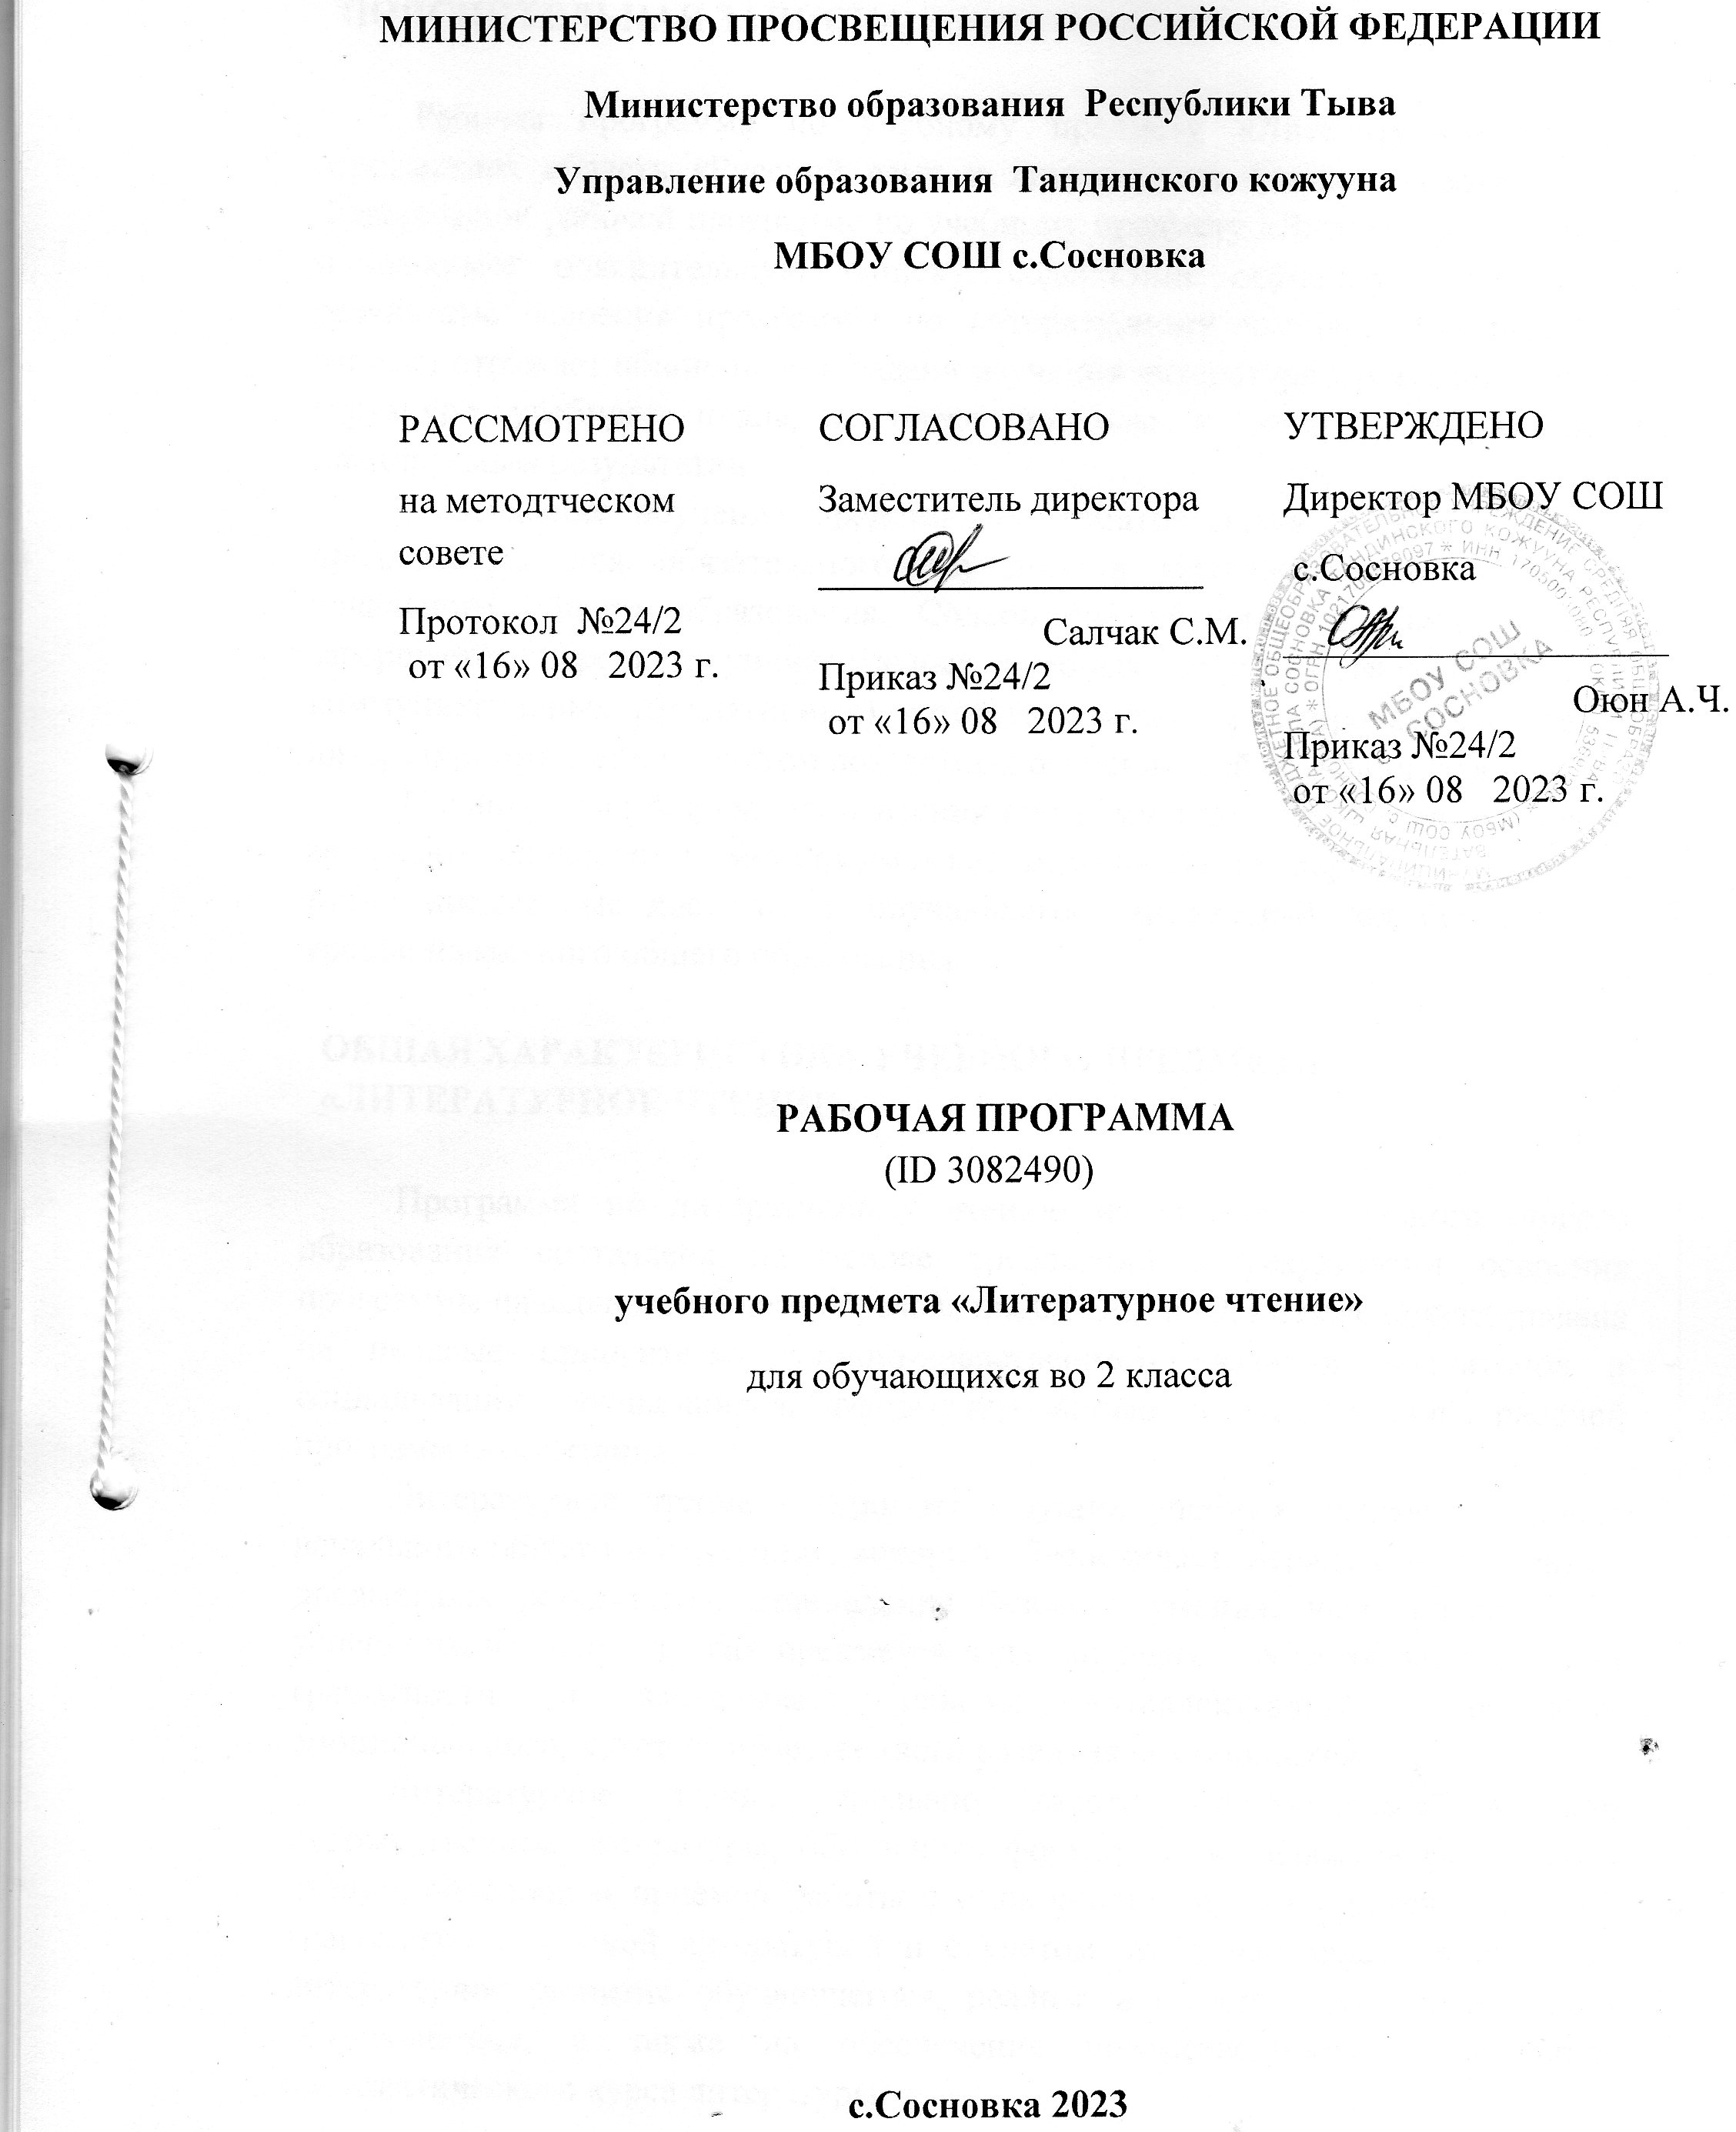 МИНИСТЕРСТВО ПРОСВЕЩЕНИЯ РОССИЙСКОЙ ФЕДЕРАЦИИ
Министерство образования Республики Тыва
Управление образования Тандинского кожууна
МБОУ СОШ с.Сосновка
РАССМОТРЕНО
на методтческом
совете
Протокол №24/2
от «16» 08 2023 г.
СОГЛАСОВАНО
Заместитель директора
Салчак С.М.
Приказ №24/2
от «16» 08 2023 г.
УТВЕРЖДЕНО
Директор МБОУ СОШ
с.Сосновка
Оюн А.Ч.
Приказ №24/2
от «16» 08 2023 г.
МБОУ СОШ
СОСНОВКА
РАБОЧАЯ ПРОГРАММА
(ID 3082490)
учебного предмета «Литературное чтение»
для обучающихся во 2 класса
с.Сосновка 2023